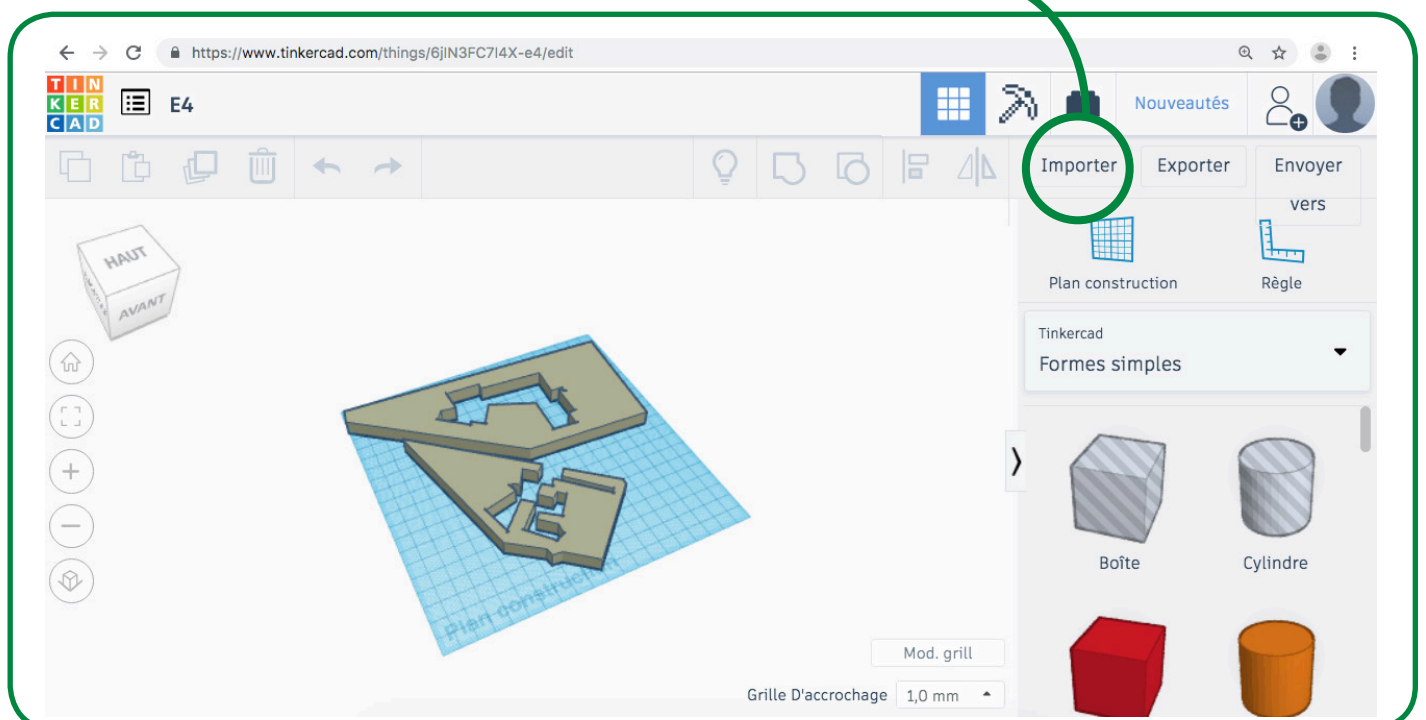 https://www.tinkercad.com/things/6jlN3FC7l4X-e4/edit
TIN
KER
CAD
E4
Nouveautés
Importer
Exporter
Envoyer
vers
HAUT
AVANT
Plan construction
Règle
Tinkercad
Formes simples
Boîte
Cylindre
Plan construction
Mod. grill
Grille D'accrochage
1,0 mm